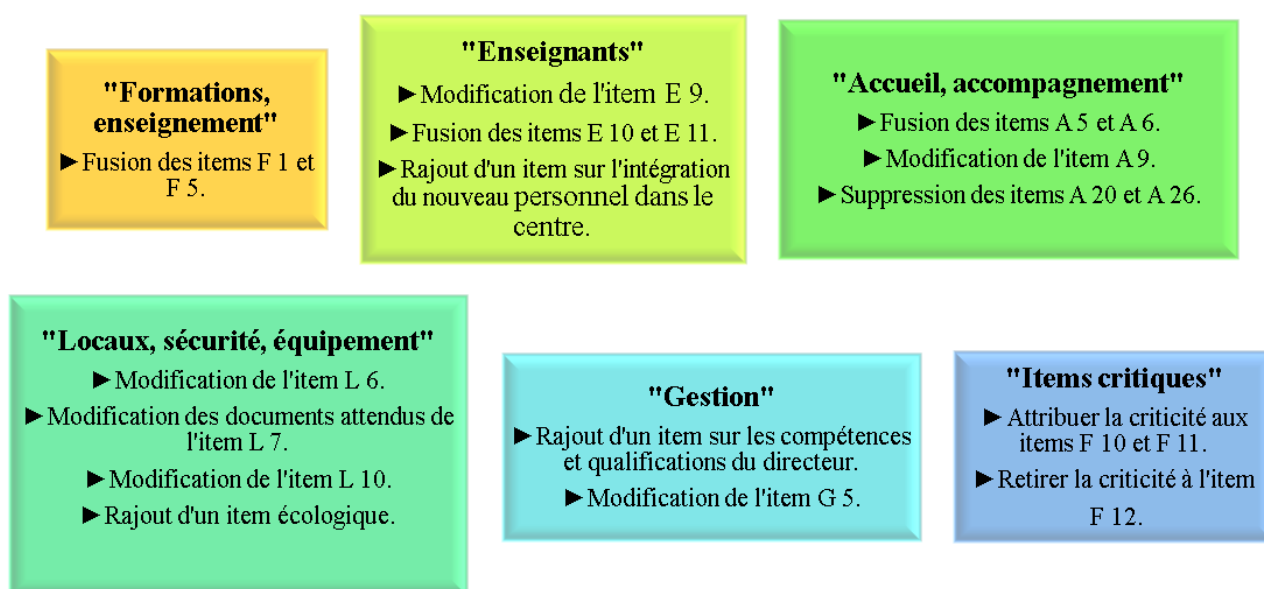 "Formations,
enseignement"
►Fusion des items F 1 et
F 5.
"Enseignants"
►Modification de l'item E 9.
►Fusion des items E 10 et E 11.
►Rajout d'un item sur l'intégration
du nouveau personnel dans le
centre.
"Accueil, accompagnement"
►Fusion des items A 5 et A 6.
►Modification de l'item A 9.
►Suppression des items A 20 et A 26.
"Locaux, sécurité, équipement"
►Modification de l'item L 6.
►Modification des documents attendus de
l'item L 7.
►Modification de l'item L 10.
►Rajout d'un item écologique.
"Gestion"
►Rajout d'un item sur les compétences
et qualifications du directeur.
►Modification de l'item G 5.
"Items critiques"
►Attribuer la criticité aux
items F 10 et F 11.
►Retirer la criticité à l'item
F 12.